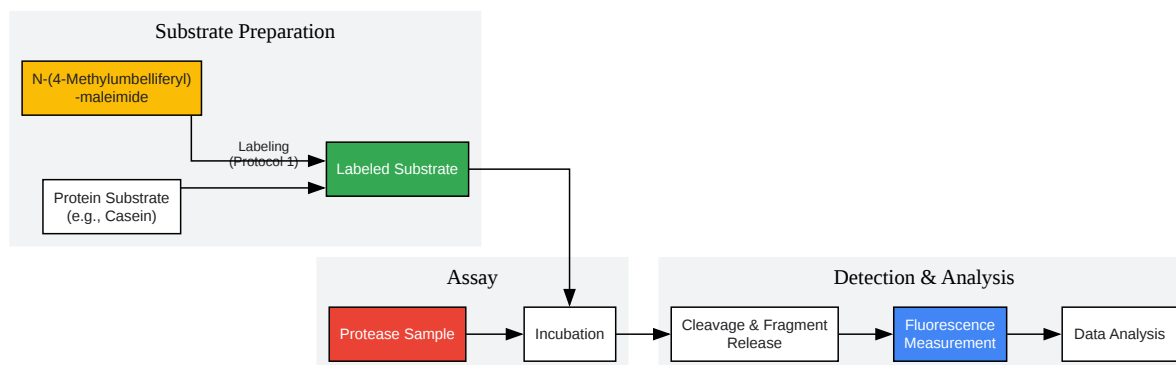 Substrate Preparation
N-(4-Methylumbelliferyl)
-maleimide
Labeling
(Protocol 1)
Labeled Substrate
Protein Substrate
(e.g., Casein)
Assay
Protease Sample
Incubation
Detection & Analysis
Cleavage & Fragment
Release
Fluorescence
Measurement
Data Analysis